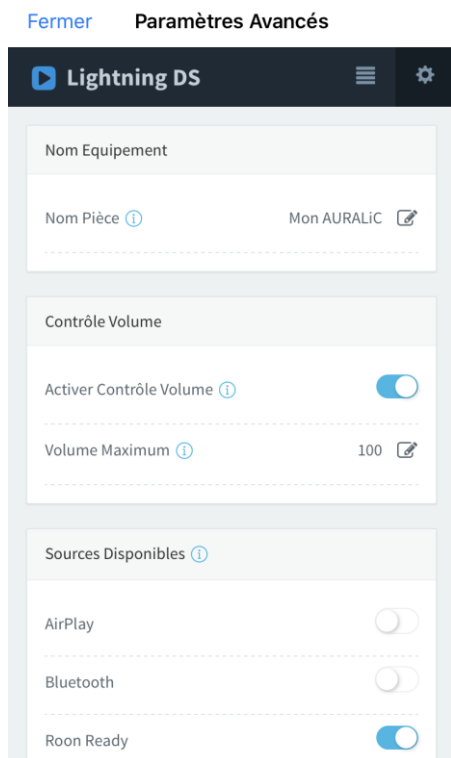 Fermer Paramètres Avancés
Lightning DS
Nom Equipement
Nom Pièce Mon AURALiC
Contrôle Volume
Activer Contrôle Volume
Volume Maximum 100
Sources Disponibles
AirPlay
Bluetooth
Roon Ready